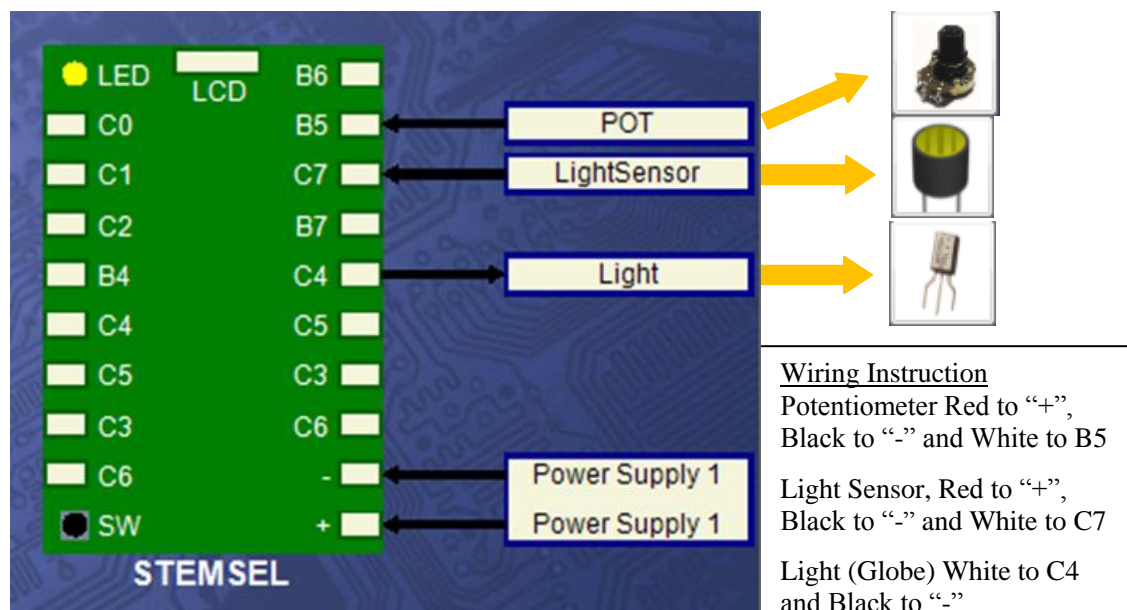 LED
LCD
B6
C0
B5
POT
C1
C7
LightSensor
C2
B7
B4
C4
Light
C4
C5
C5
C3
C3
C6
C6
-
Power Supply 1
SW
+
Power Supply 1
STEMSEL
Wiring Instruction
Potentiometer Red to “+”,
Black to “-” and White to B5
Light Sensor, Red to “+”,
Black to “-” and White to C7
Light (Globe) White to C4
and Black to “-”